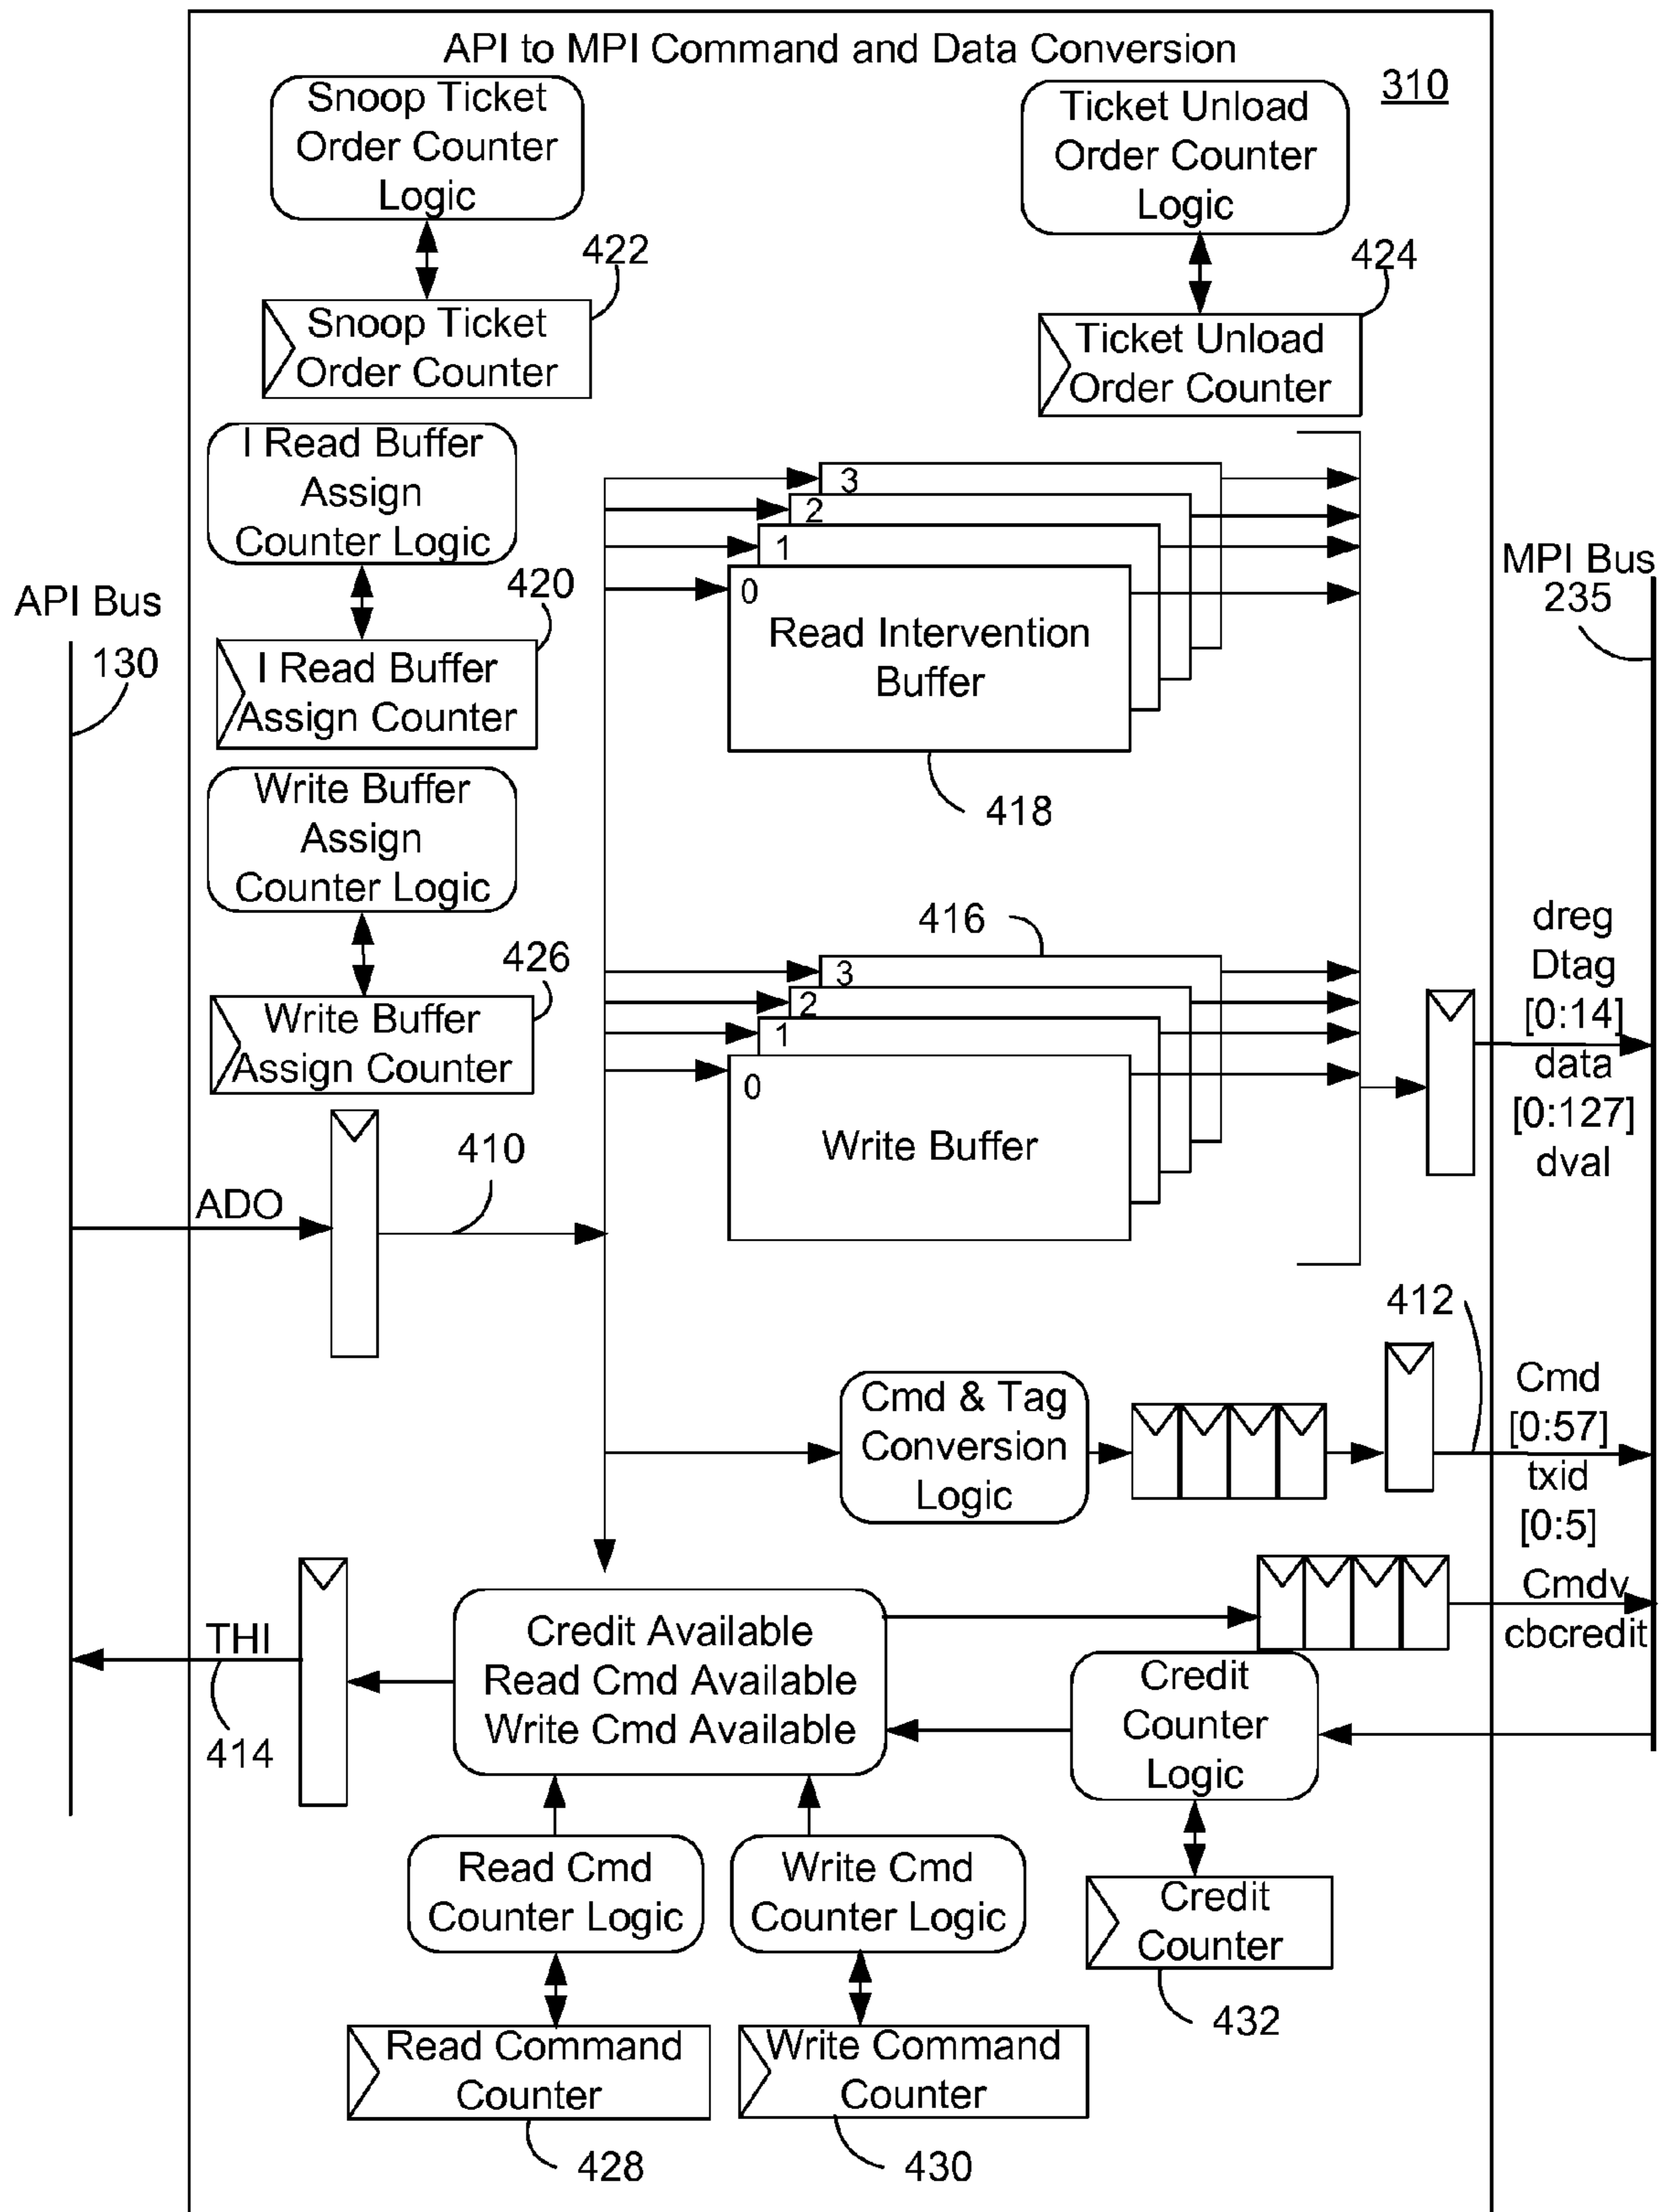 API to MPI Command and Data Conversion
310
Snoop Ticket
Order Counter
Logic
Ticket Unload
Order Counter
Logic
422
424
Snoop Ticket
Order Counter
Ticket Unload
Order Counter
I Read Buffer
Assign
Counter Logic
420
I Read Buffer
Assign Counter
API Bus
130
MPI Bus
235
3
2
1
0
Read Intervention
Buffer
418
Write Buffer
Assign
Counter Logic
426
Write Buffer
Assign Counter
416
3
2
1
0
Write Buffer
dreg
Dtag
[0:14]
data
[0:127]
dval
ADO
410
412
Cmd & Tag
Conversion
Logic
Cmd
[0:57]
txid
[0:5]
Cmdv
cbcredit
THI
414
Credit Available
Read Cmd Available
Write Cmd Available
Credit
Counter
Logic
Read Cmd
Counter Logic
Write Cmd
Counter Logic
Credit
Counter
432
Read Command
Counter
Write Command
Counter
428
430